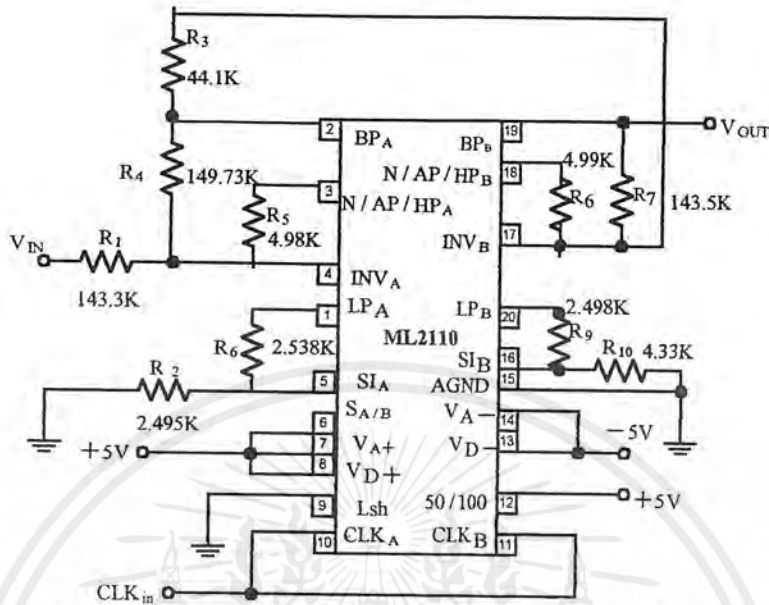 R3
44.1K
2
BPA
19
BPB
VOUT
R4
149.73K
N/AP/HPB
18
4.99K
3
N/AP/HPA
R5
4.98K
R6
R7
143.5K
VIN
R1
143.3K
4
INVA
INVB
17
1
LPA
LPB
20
2.498K
ML2110
R6
2.538K
R9
R10
4.33K
R2
2.495K
5
SIA
SIB
16
AGND
15
6
SA/B
VA−
14
−5V
+5V
7
VA+
VD−
13
8
VD+
9
Lsh
50/100
12
+5V
10
CLKA
CLKB
11
CLKin